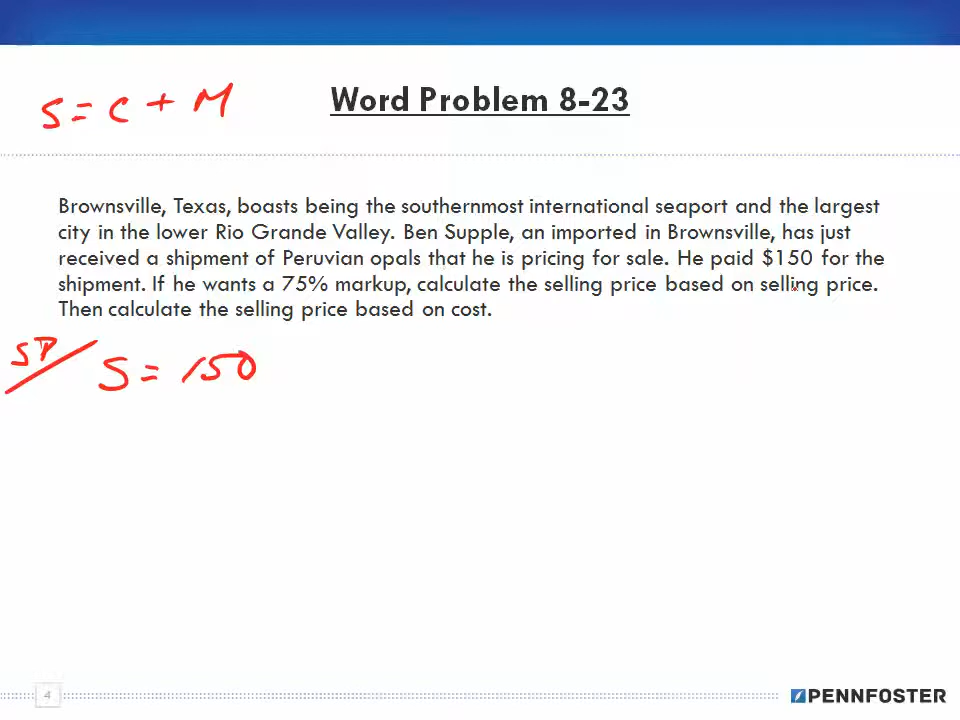 S = C + M
Word Problem 8-23
Brownsville, Texas, boasts being the southernmost international seaport and the largest
city in the lower Rio Grande Valley. Ben Supple, an imported in Brownsville, has just
received a shipment of Peruvian opals that he is pricing for sale. He paid $150 for the
shipment. If he wants a 75% markup, calculate the selling price based on selling price.
Then calculate the selling price based on cost.
SP/ S = 150
4
PENNFOSTER